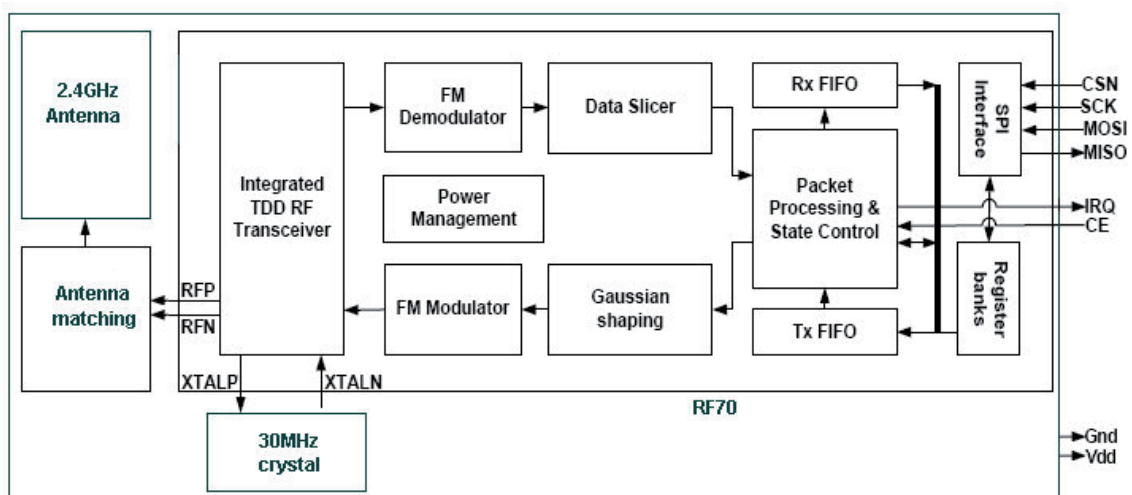 2.4GHz
Antenna
Antenna
matching
RFP
RFN
XTALP
XTALN
30MHz
crystal
Integrated
TDD RF
Transceiver
FM
Demodulator
Data Slicer
Power
Management
FM Modulator
Gaussian
shaping
Rx FIFO
Packet
Processing &
State Control
Tx FIFO
SPI
Interface
Register
banks
CSN
SCK
MOSI
MISO
IRQ
CE
RF70
Gnd
Vdd